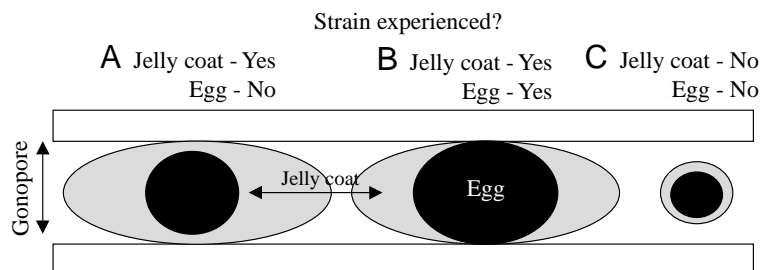 Strain experienced?
A Jelly coat - Yes
Egg - No
B Jelly coat - Yes
Egg - Yes
C Jelly coat - No
Egg - No
Gonopore
Jelly coat
Egg